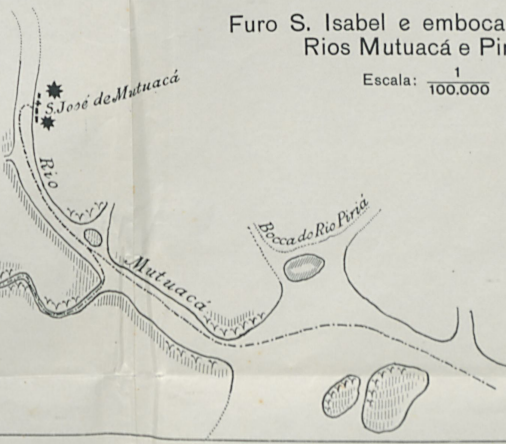 Furo S. Isabel e emboca
Rios Mutuacá e Pir
Escala: 1
100.000
S. José de Mutuacá
Rio
Mutuacá
Bocca do Rio Piriá